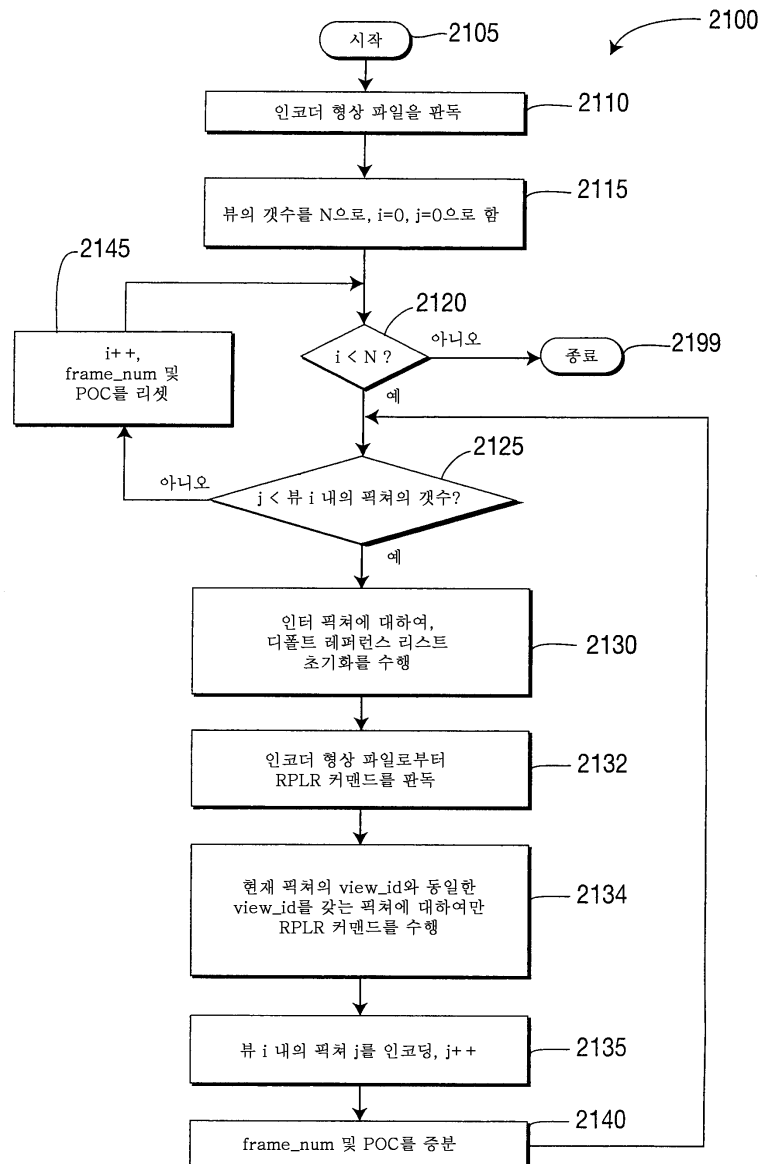 2100
시작
2105
인코더 형상 파일을 판독
2110
뷰의 갯수를 N으로, i=0, j=0으로 함
2115
2145
i++,
frame_num 및
POC를 리셋
2120
i < N ?
아니오
종료
2199
예
2125
j < 뷰 i 내의 픽쳐의 갯수?
아니오
예
인터 픽쳐에 대하여,
디폴트 레퍼런스 리스트
초기화를 수행
2130
인코더 형상 파일로부터
RPLR 커맨드를 판독
2132
현재 픽쳐의 view_id와 동일한
view_id를 갖는 픽쳐에 대하여만
RPLR 커맨드를 수행
2134
뷰 i 내의 픽쳐 j를 인코딩, j++
2135
frame_num 및 POC를 증분
2140